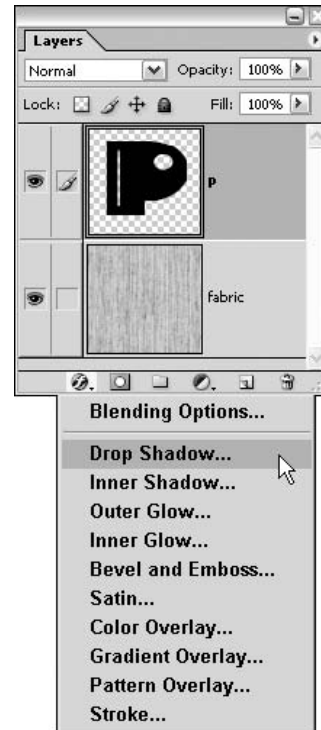 Layers
Normal Opacity: 100%
Lock: Fill: 100%
p
fabric
Blending Options...
Drop Shadow...
Inner Shadow...
Outer Glow...
Inner Glow...
Bevel and Emboss...
Satin...
Color Overlay...
Gradient Overlay...
Pattern Overlay...
Stroke...